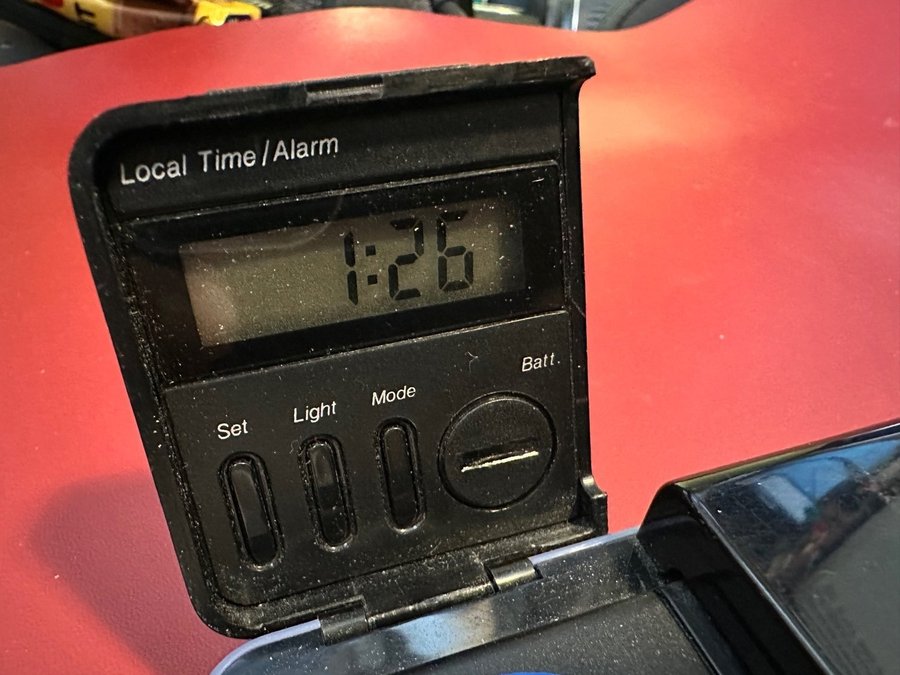 Local Time/Alarm
1:26
Batt.
Set Light Mode